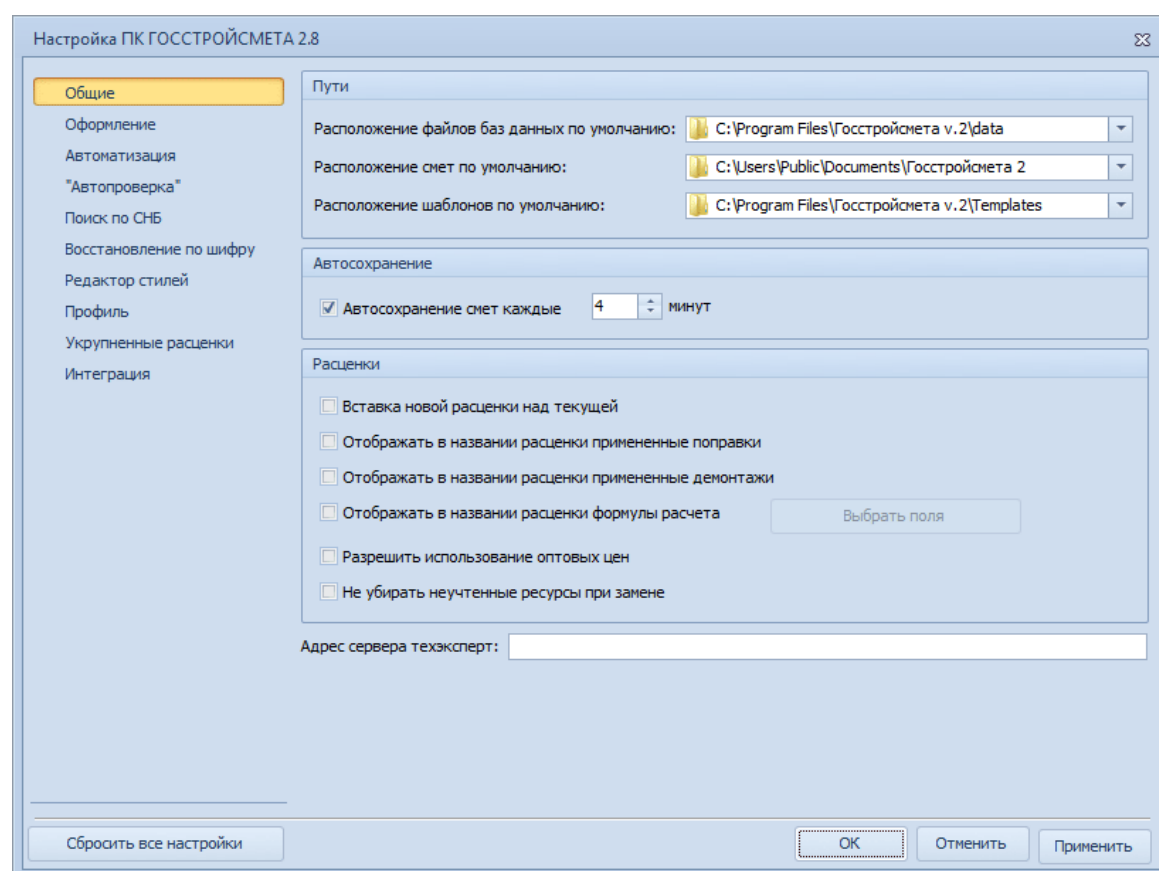 Настройка ПК ГОССТРОЙСМЕТА 2.8
Общие
Оформление
Автоматизация
"Автопроверка"
Поиск по СНБ
Восстановление по шифру
Редактор стилей
Профиль
Укрупненные расценки
Интеграция
Пути
Расположение файлов баз данных по умолчанию: C:\Program Files\Госстройсмета v.2\data
Расположение смет по умолчанию: C:\Users\Public\Documents\Госстройсмета 2
Расположение шаблонов по умолчанию: C:\Program Files\Госстройсмета v.2\Templates
Автосохранение
Автосохранение смет каждые 4 минут
Расценки
Вставка новой расценки над текущей
Отображать в названии расценки примененные поправки
Отображать в названии расценки примененные демонтажи
Отображать в названии расценки формулы расчета Выбрать поля
Разрешить использование оптовых цен
Не убирать неучтенные ресурсы при замене
Адрес сервера техэксперт:
Сбросить все настройки ОК Отменить Применить